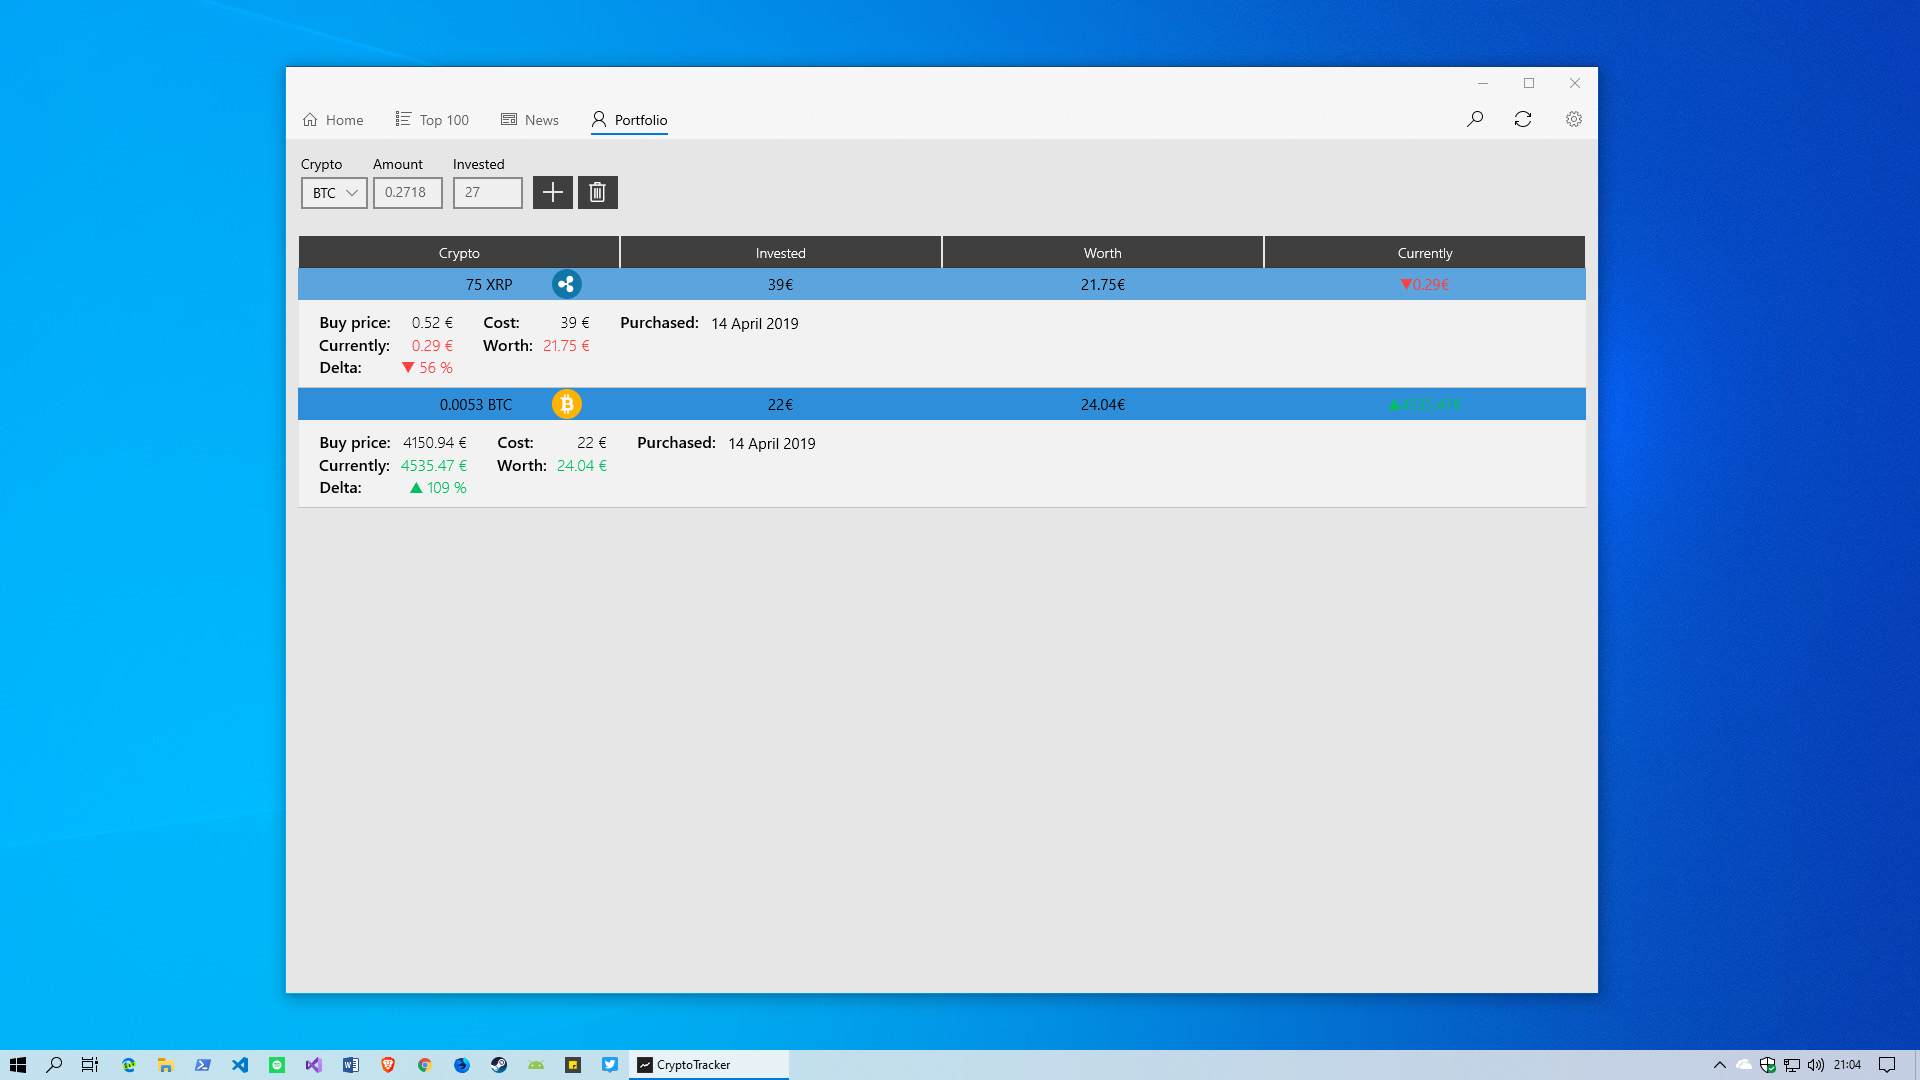 Home Top 100 News Portfolio
Crypto Amount Invested
BTC 0.2718 27
Crypto Invested Worth Currently
75 XRP 39€ 21.75€ ▼0.29€
Buy price: 0.52 € Cost: 39 € Purchased: 14 April 2019
Currently: 0.29 € Worth: 21.75 €
Delta: ▼ 56 %
0.0053 BTC 22€ 24.04€
Buy price: 4150.94 € Cost: 22 € Purchased: 14 April 2019
Currently: 4535.47 € Worth: 24.04 €
Delta: ▲ 109 %
CryptoTracker 21:04